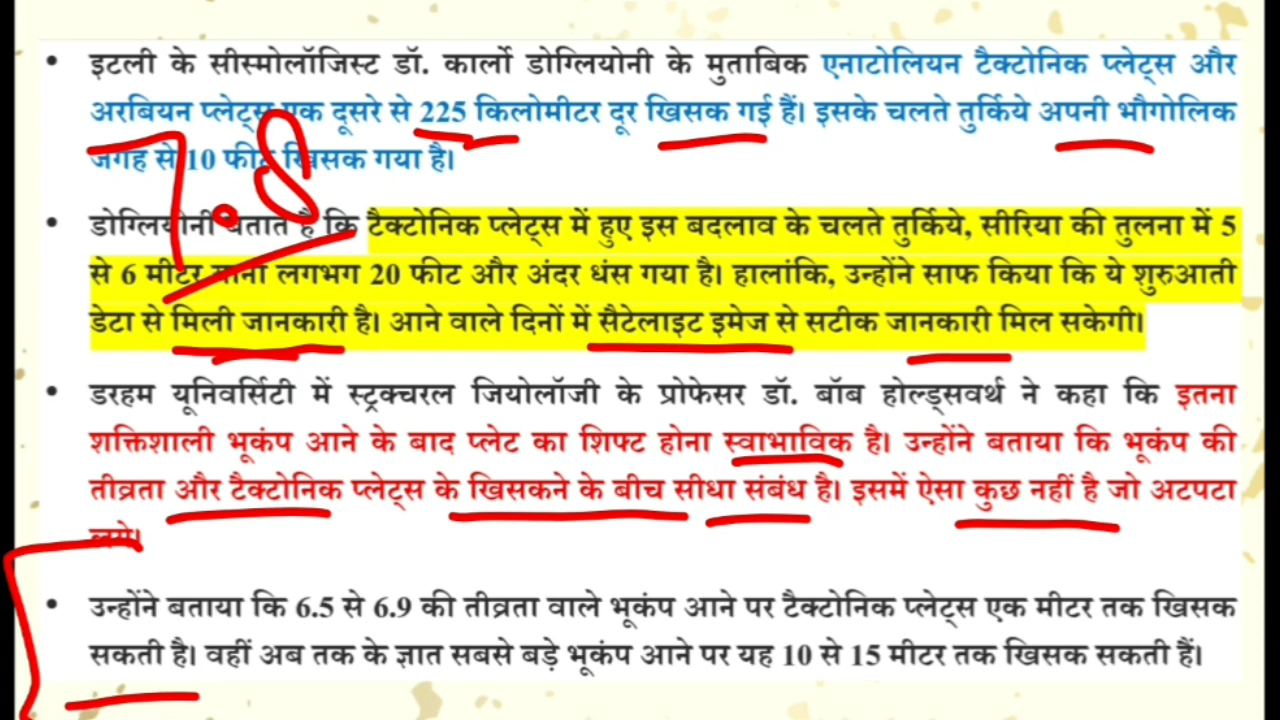 • इटली के सीस्मोलॉजिस्ट डॉ. कार्लो डोग्लियोनी के मुताबिक एनाटोलियन टैक्टोनिक प्लेट्स और
अरबियन प्लेट्स एक दूसरे से 225 किलोमीटर दूर खिसक गई हैं। इसके चलते तुर्किये अपनी भौगोलिक
जगह से 10 फीट खिसक गया है।
7.8
• डोग्लियोनी बताते है कि टैक्टोनिक प्लेट्स में हुए इस बदलाव के चलते तुर्किये, सीरिया की तुलना में 5
से 6 मीटर यानी लगभग 20 फीट और अंदर धंस गया है। हालांकि, उन्होंने साफ किया कि ये शुरुआती
डेटा से मिली जानकारी है। आने वाले दिनों में सैटेलाइट इमेज से सटीक जानकारी मिल सकेगी।
• डरहम यूनिवर्सिटी में स्ट्रक्चरल जियोलॉजी के प्रोफेसर डॉ. बॉब होल्ड्सवर्थ ने कहा कि इतना
शक्तिशाली भूकंप आने के बाद प्लेट का शिफ्ट होना स्वाभाविक है। उन्होंने बताया कि भूकंप की
तीव्रता और टैक्टोनिक प्लेट्स के खिसकने के बीच सीधा संबंध है। इसमें ऐसा कुछ नहीं है जो अटपटा
लगे।
• उन्होंने बताया कि 6.5 से 6.9 की तीव्रता वाले भूकंप आने पर टैक्टोनिक प्लेट्स एक मीटर तक खिसक
सकती है। वहीं अब तक के ज्ञात सबसे बड़े भूकंप आने पर यह 10 से 15 मीटर तक खिसक सकती हैं।